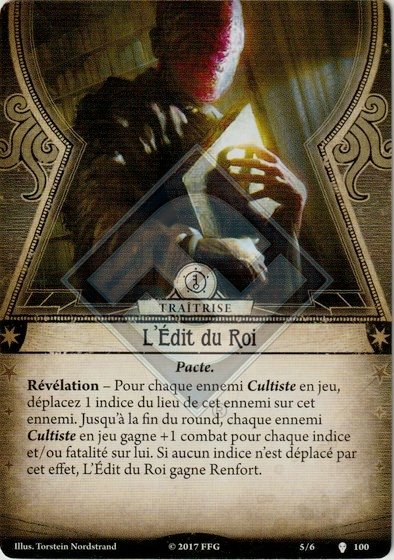 TRAÎTRISE
L'Édit du Roi
Pacte.
Révélation – Pour chaque ennemi Cultiste en jeu,
déplacez 1 indice du lieu de cet ennemi sur cet
ennemi. Jusqu'à la fin du round, chaque ennemi
Cultiste en jeu gagne +1 combat pour chaque indice
et/ou fatalité sur lui. Si aucun indice n'est déplacé par
cet effet, L'Édit du Roi gagne Renfort.
Illus. Torstein Nordstrand © 2017 FFG 5/6 100